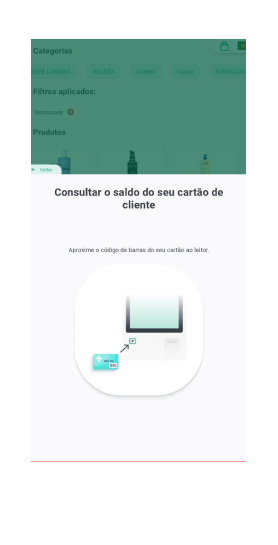 Categorias
BEBÉ E MAMÃ BELEZA Cabelo Corpo
Filtros aplicados:
Destaques
Produtos
← Voltar
Consultar o saldo do seu cartão de
cliente
Aproxime o código de barras do seu cartão ao leitor.